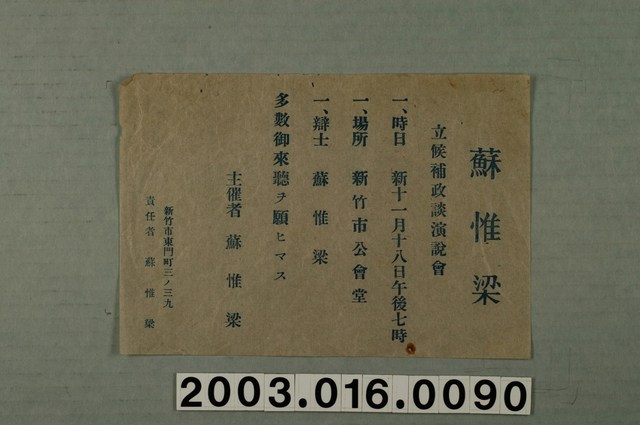 蘇惟梁
立候補政談演說會
一、時日 新十一月十八日午後七時
一、場所 新竹市公會堂
一、辯士 蘇惟梁
多數御來聽ヲ願ヒマス
主催者 蘇惟梁
新竹市東門町三ノ三九
責任者 蘇惟梁
2003.016.0090